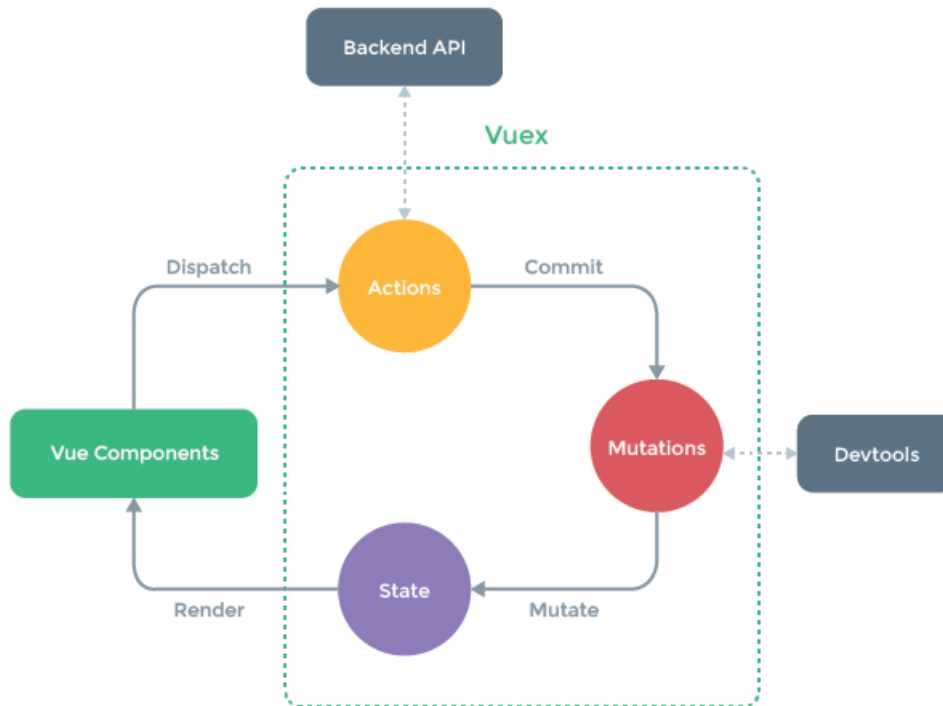 Backend API
Vuex
Dispatch
Actions
Commit
Vue Components
Mutations
Devtools
State
Render
Mutate